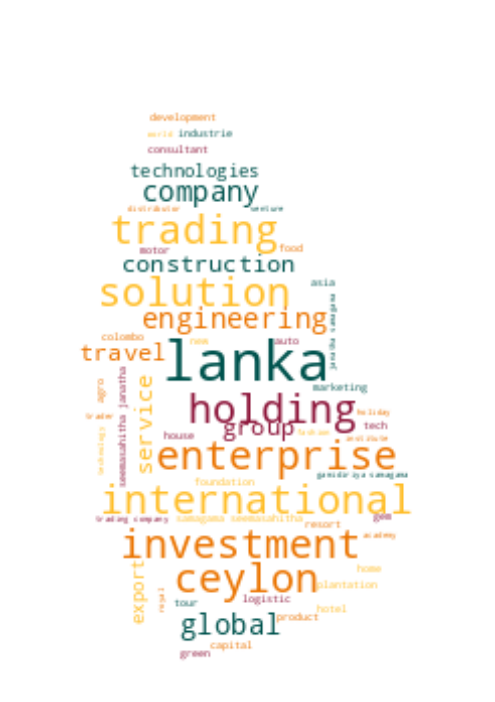 development
world industrie
consultant
technologies
company
distributor venture
trading
motor food
construction
asia
solution
engineering
colombo new auto
travel lanka
marketing
agro
service
seemasahitha janatha
holding
trader holiday
group tech
house fashion
institute
technology
enterprise
gamidiriya samagama
foundation
international
trading company samagama seemasahitha gem
resort
investment academy
home
ceylon plantation
export
royal
tour logistic
hotel
global product
capital
green